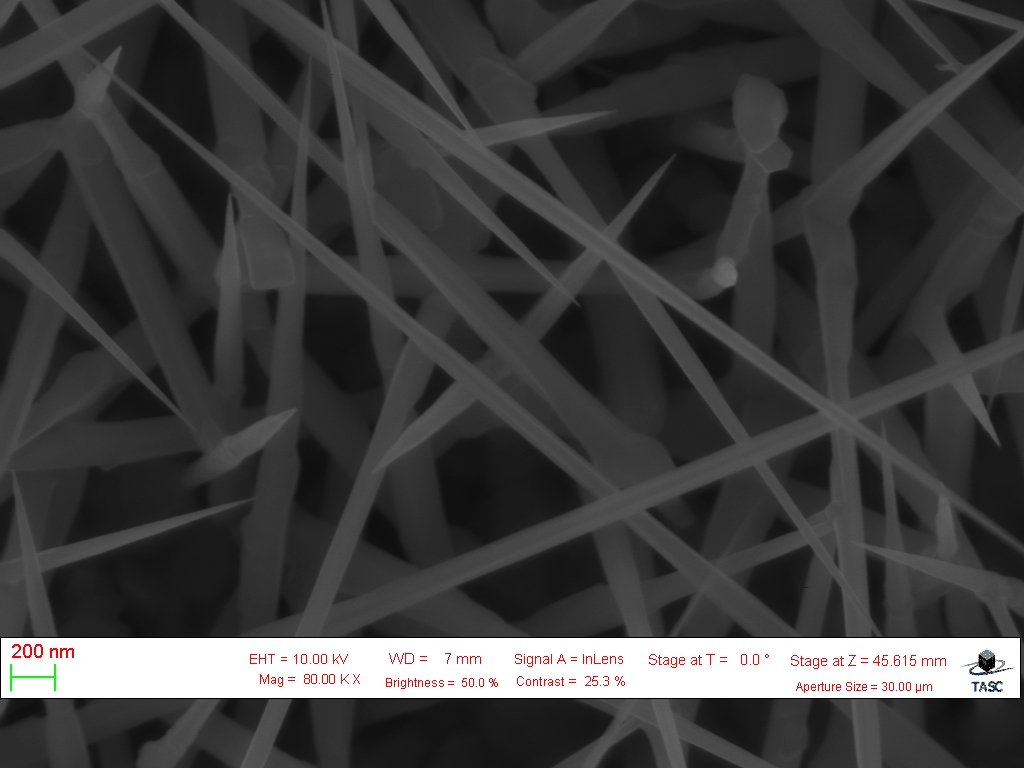 200 nm
EHT = 10.00 kV WD = 7 mm Signal A = InLens Stage at T = 0.0 ° Stage at Z = 45.615 mm
Mag = 80.00 K X Brightness = 50.0 % Contrast = 25.3 % Aperture Size = 30.00 µm
TASC